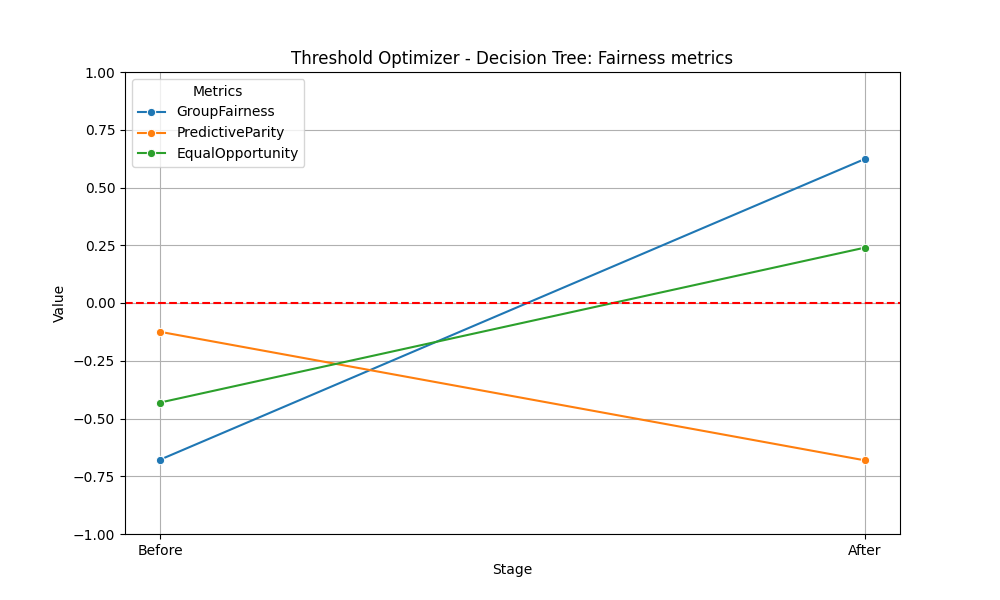 Threshold Optimizer - Decision Tree: Fairness metrics
Metrics
GroupFairness
PredictiveParity
EqualOpportunity
1.00
0.75
0.50
0.25
0.00
−0.25
−0.50
−0.75
−1.00
Value
Before
After
Stage